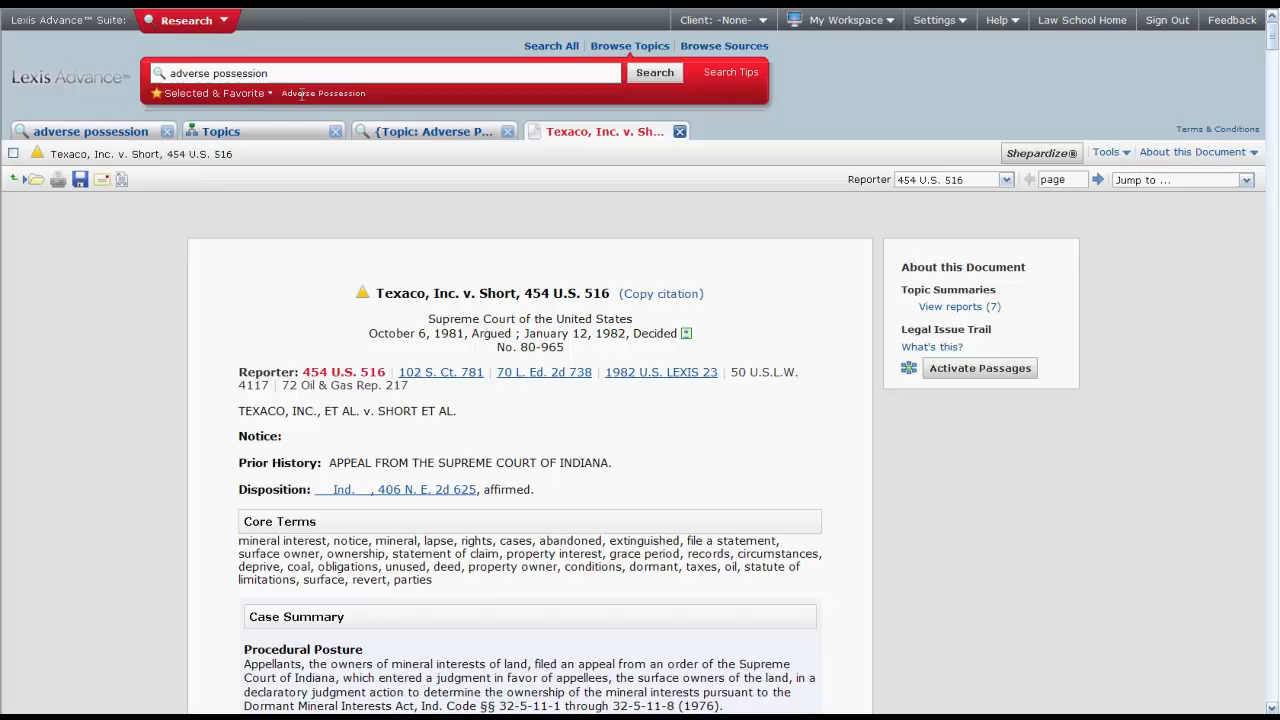 Lexis Advance Suite: Research Client: -None- My Workspace Settings Help Law School Home Sign Out Feedback
Search All Browse Topics Browse Sources
Lexis Advance™ adverse possession Search Search Tips
Selected & Favorite Adverse Possession
adverse possession Topics {Topic: Adverse P... Texaco, Inc. v. Sh... Terms & Conditions
Texaco, Inc. v. Short, 454 U.S. 516 Shepardize® Tools About this Document
Reporter 454 U.S. 516 page Jump to ...
Texaco, Inc. v. Short, 454 U.S. 516 (Copy citation)
Supreme Court of the United States
October 6, 1981, Argued ; January 12, 1982, Decided
No. 80-965
Reporter: 454 U.S. 516 | 102 S. Ct. 781 | 70 L. Ed. 2d 738 | 1982 U.S. LEXIS 23 | 50 U.S.L.W.
4117 | 72 Oil & Gas Rep. 217
TEXACO, INC., ET AL. v. SHORT ET AL.
Notice:
Prior History: APPEAL FROM THE SUPREME COURT OF INDIANA.
Disposition: __ Ind. __, 406 N. E. 2d 625, affirmed.
Core Terms
mineral interest, notice, mineral, lapse, rights, cases, abandoned, extinguished, file a statement,
surface owner, ownership, statement of claim, property interest, grace period, records, circumstances,
deprive, coal, obligations, unused, deed, property owner, conditions, dormant, taxes, oil, statute of
limitations, surface, revert, parties
Case Summary
Procedural Posture
Appellants, the owners of mineral interests of land, filed an appeal from an order of the Supreme
Court of Indiana, which entered a judgment in favor of appellees, the surface owners of the land, in a
declaratory judgment action to determine the ownership of the mineral interests pursuant to the
Dormant Mineral Interests Act, Ind. Code §§ 32-5-11-1 through 32-5-11-8 (1976).
About this Document
Topic Summaries
View reports (7)
Legal Issue Trail
What's this?
Activate Passages